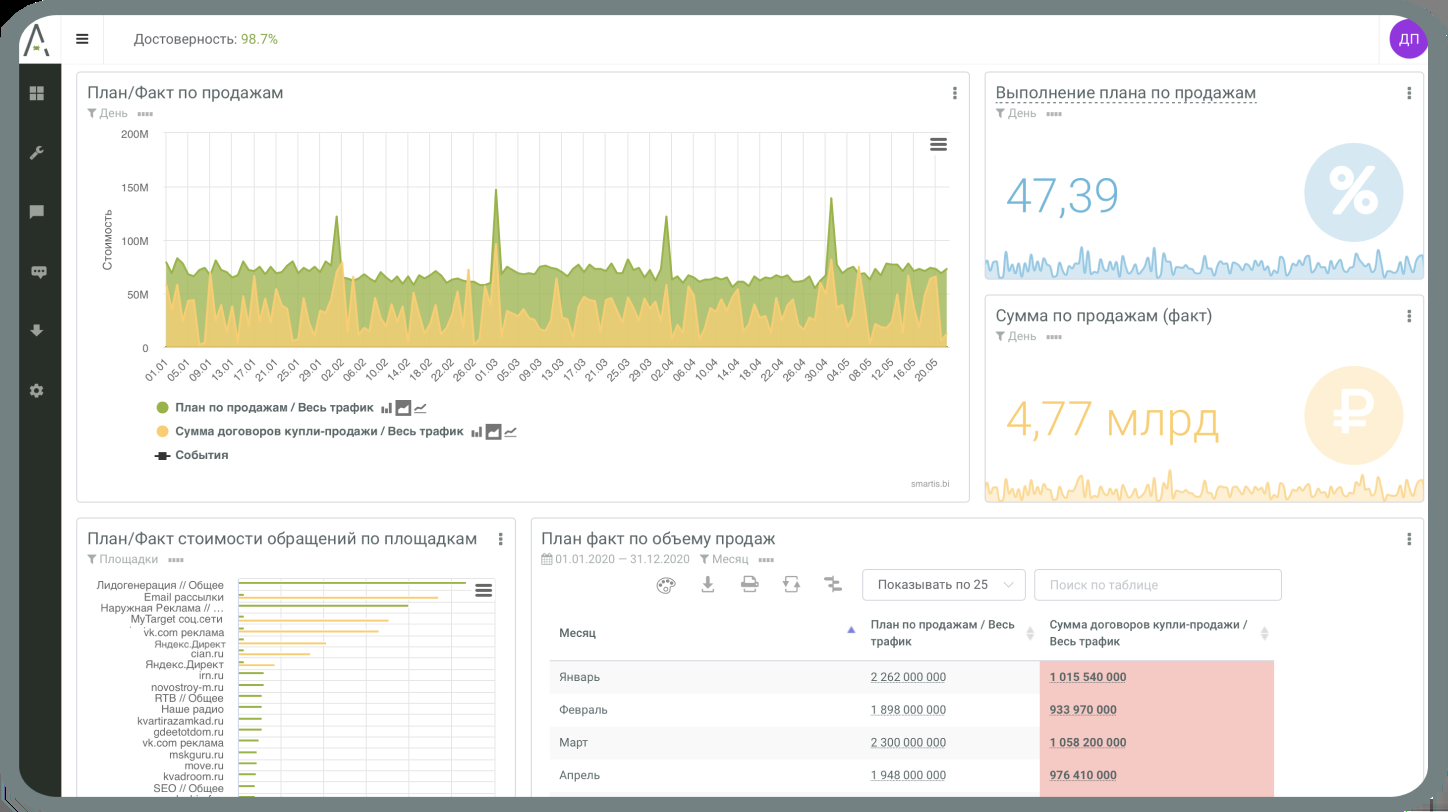 Достоверность: 98.7%
ДП
План/Факт по продажам
День
200M
150M
100M
50M
0
Стоимость
01.01 05.01 09.01 13.01 17.01 21.01 25.01 29.01 02.02 06.02 10.02 14.02 18.02 22.02 26.02 01.03 05.03 09.03 13.03 17.03 21.03 25.03 29.03 02.04 06.04 10.04 14.04 18.04 22.04 26.04 30.04 04.05 08.05 12.05 16.05 20.05
План по продажам / Весь трафик
Сумма договоров купли-продажи / Весь трафик
События
smartis.bi
Выполнение плана по продажам
День
47,39
%
Сумма по продажам (факт)
День
4,77 млрд
₽
План/Факт стоимости обращений по площадкам
Площадки
Лидогенерация // Общее
Email рассылки
Наружная Реклама // ...
MyTarget соц.сети
vk.com реклама
Яндекс.Директ
cian.ru
Яндекс.Директ
irn.ru
novostroy-m.ru
RTB // Общее
Наше радио
kvartirazamkad.ru
gdeetotdom.ru
vk.com реклама
mskguru.ru
move.ru
kvadroom.ru
SEO // Общее
План факт по объему продаж
01.01.2020 — 31.12.2020 Месяц
Показывать по 25
Поиск по таблице
Месяц
План по продажам / Весь трафик
Сумма договоров купли-продажи / Весь трафик
Январь 2 262 000 000 1 015 540 000
Февраль 1 898 000 000 933 970 000
Март 2 300 000 000 1 058 200 000
Апрель 1 948 000 000 976 410 000